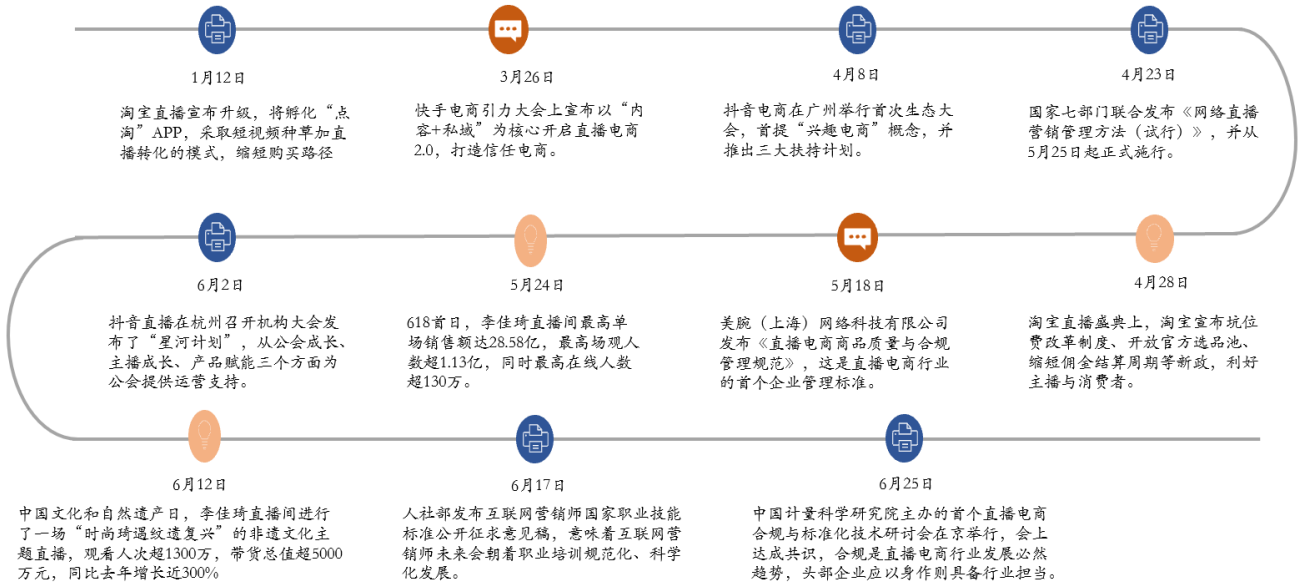 1月12日
淘宝直播宣布升级，将孵化“点
淘”APP，采取短视频种草加直
播转化的模式，缩短购买路径
3月26日
快手电商引力大会上宣布以“内
容+私域”为核心开启直播电商
2.0，打造信任电商。
4月8日
抖音电商在广州举行首次生态大
会，首提“兴趣电商”概念，并
推出三大扶持计划。
4月23日
国家七部门联合发布《网络直播
营销管理方法（试行）》，并从
5月25日起正式施行。
4月28日
淘宝直播盛典上，淘宝宣布坑位
费改革制度、开放官方选品池、
缩短佣金结算周期等新政，利好
主播与消费者。
5月18日
美腕（上海）网络科技有限公司
发布《直播电商商品质量与合规
管理规范》，这是直播电商行业
的首个企业管理标准。
5月24日
618首日，李佳琦直播间最高单
场销售额达28.58亿，最高场观人
数超1.13亿，同时最高在线人数
超130万。
6月2日
抖音直播在杭州召开机构大会发
布了“星河计划”，从公会成长、
主播成长、产品赋能三个方面为
公会提供运营支持。
6月12日
中国文化和自然遗产日，李佳琦直播间进行
了一场“时尚琦遇纹遗复兴”的非遗文化主
题直播，观看人次超1300万，带货总值超5000
万元，同比去年增长近300%
6月17日
人社部发布互联网营销师国家职业技能
标准公开征求意见稿，意味着互联网营
销师未来会朝着职业培训规范化、科学
化发展。
6月25日
中国计量科学研究院主办的首个直播电商
合规与标准化技术研讨会在京举行，会上
达成共识，合规是直播电商行业发展必然
趋势，头部企业应以身作则具备行业担当。